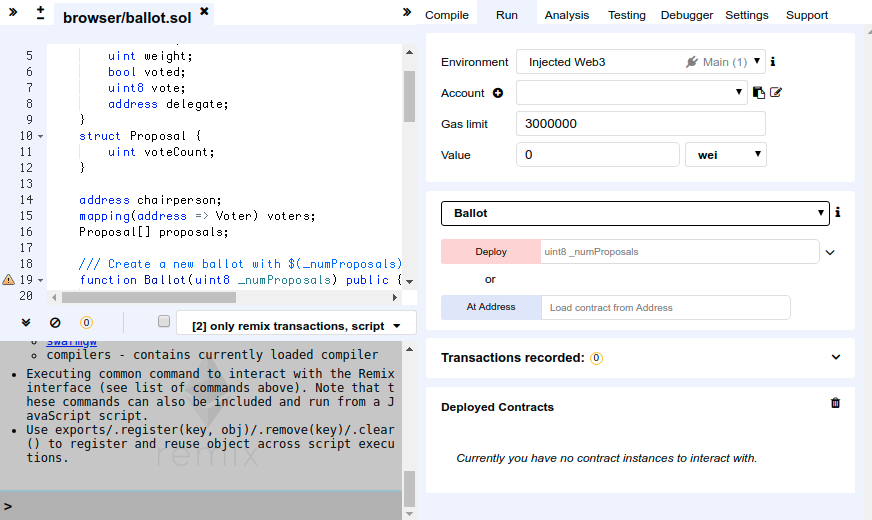 browser/ballot.sol
Compile Run Analysis Testing Debugger Settings Support
5 uint weight;
6 bool voted;
7 uint8 vote;
8 address delegate;
9 }
10 struct Proposal {
11 uint voteCount;
12 }
13
14 address chairperson;
15 mapping(address => Voter) voters;
16 Proposal[] proposals;
17
18 /// Create a new ballot with $(_numProposals)
19 function Ballot(uint8 _numProposals) public {
20
0
[2] only remix transactions, script
swarmgw
compilers - contains currently loaded compiler
Executing common command to interact with the Remix
interface (see list of commands above). Note that t
hese commands can also be included and run from a J
avaScript script.
Use exports/.register(key, obj)/.remove(key)/.clear
() to register and reuse object across script execu
tions.
remix
>
Environment Injected Web3 Main (1)
Account
Gas limit 3000000
Value 0 wei
Ballot
Deploy uint8 _numProposals
or
At Address Load contract from Address
Transactions recorded: 0
Deployed Contracts
Currently you have no contract instances to interact with.